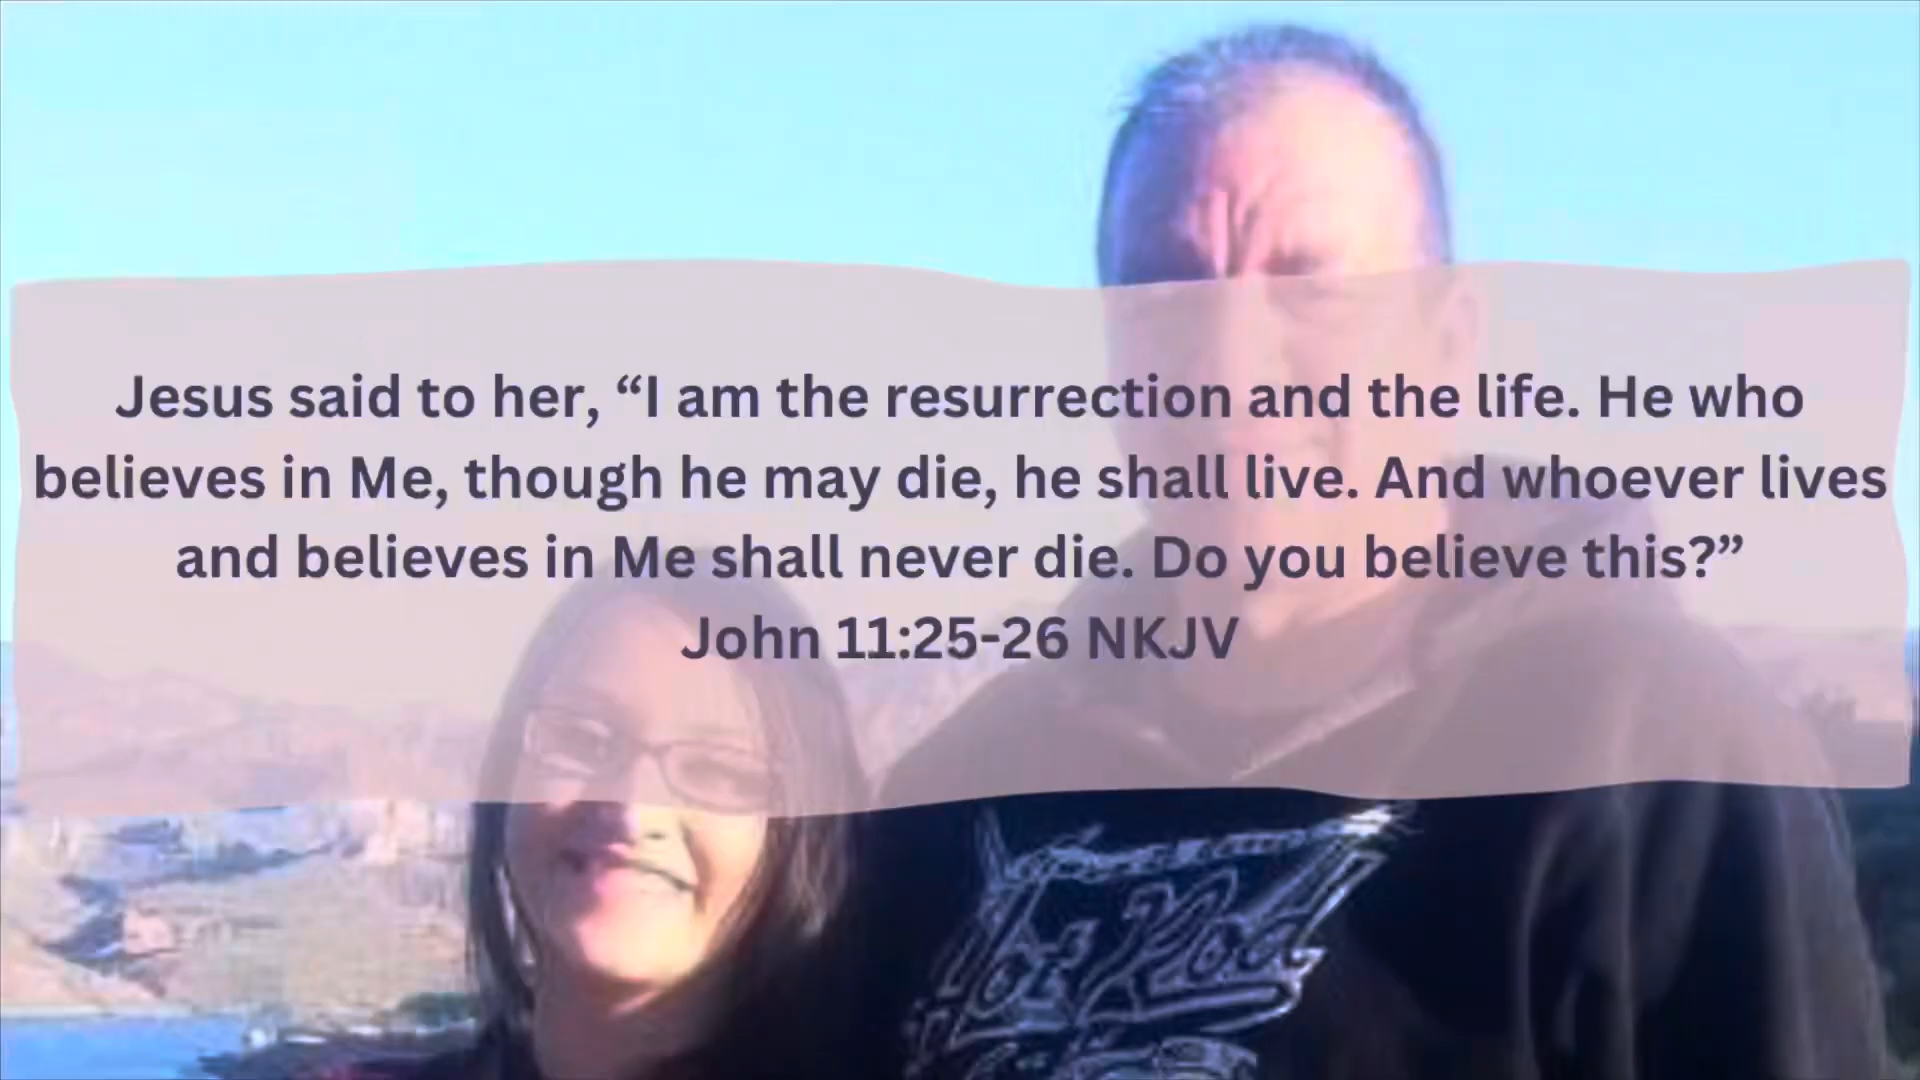 Jesus said to her, “I am the resurrection and the life. He who
believes in Me, though he may die, he shall live. And whoever lives
and believes in Me shall never die. Do you believe this?”
John 11:25-26 NKJV
Hot Rod